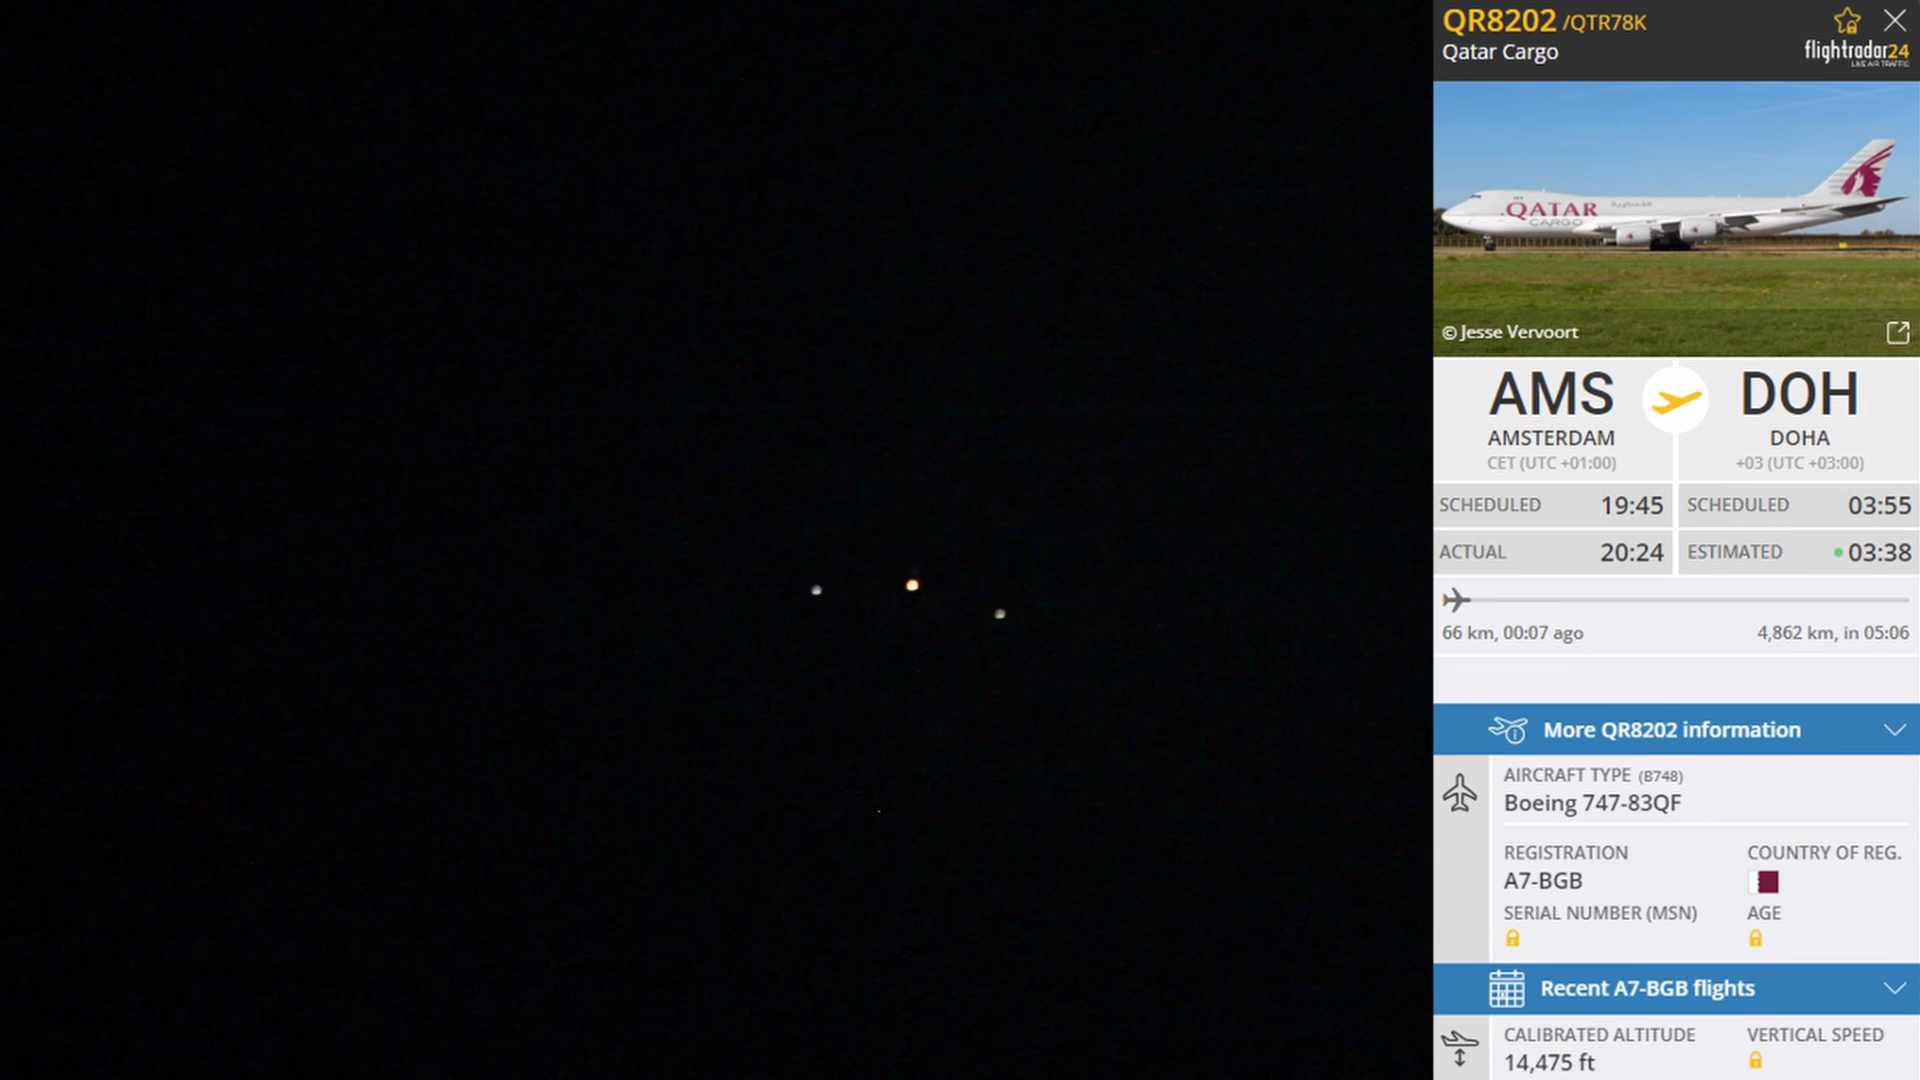 QR8202 /QTR78K
Qatar Cargo
flightradar24
LIVE AIR TRAFFIC
QATAR
CARGO
© Jesse Vervoort
AMS
AMSTERDAM
CET (UTC +01:00)
DOH
DOHA
+03 (UTC +03:00)
SCHEDULED 19:45
SCHEDULED 03:55
ACTUAL 20:24
ESTIMATED 03:38
66 km, 00:07 ago
4,862 km, in 05:06
More QR8202 information
AIRCRAFT TYPE (B748)
Boeing 747-83QF
REGISTRATION
A7-BGB
COUNTRY OF REG.
SERIAL NUMBER (MSN)
AGE
Recent A7-BGB flights
CALIBRATED ALTITUDE
14,475 ft
VERTICAL SPEED